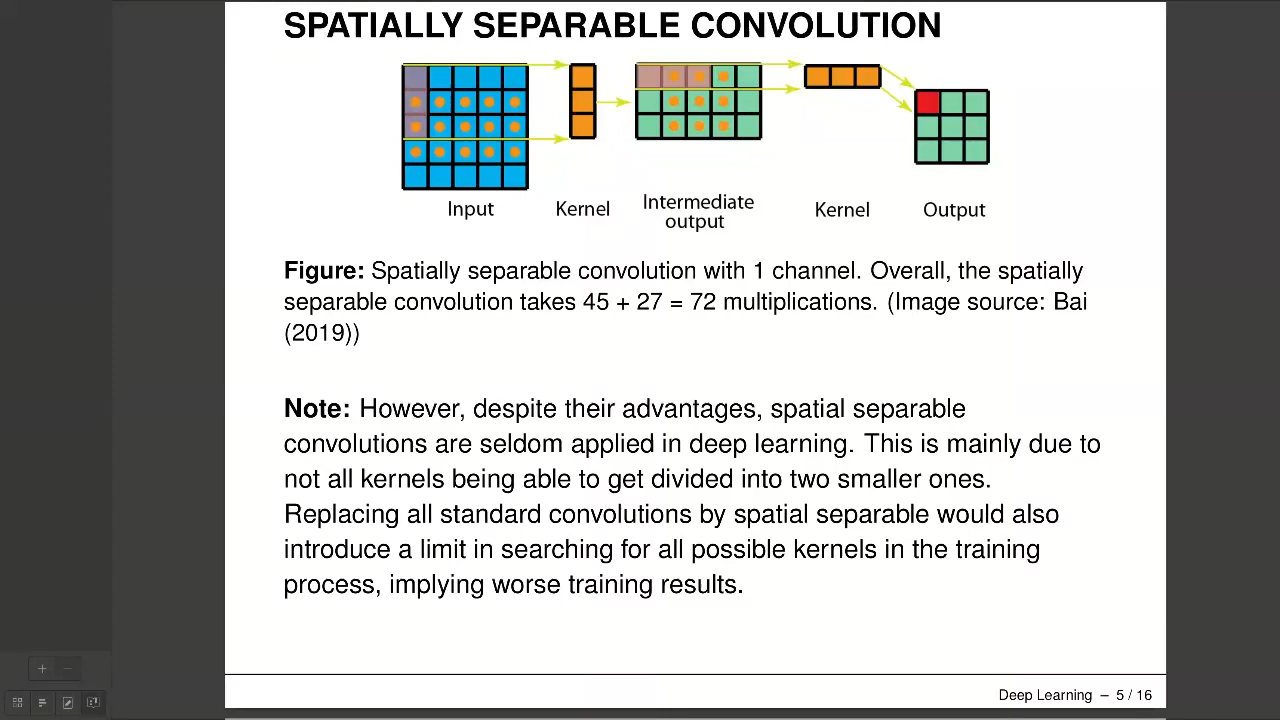 SPATIALLY SEPARABLE CONVOLUTION
Input
Kernel
Intermediate
output
Kernel
Output
Figure: Spatially separable convolution with 1 channel. Overall, the spatially
separable convolution takes 45 + 27 = 72 multiplications. (Image source: Bai
(2019))
Note: However, despite their advantages, spatial separable
convolutions are seldom applied in deep learning. This is mainly due to
not all kernels being able to get divided into two smaller ones.
Replacing all standard convolutions by spatial separable would also
introduce a limit in searching for all possible kernels in the training
process, implying worse training results.
Deep Learning – 5 / 16